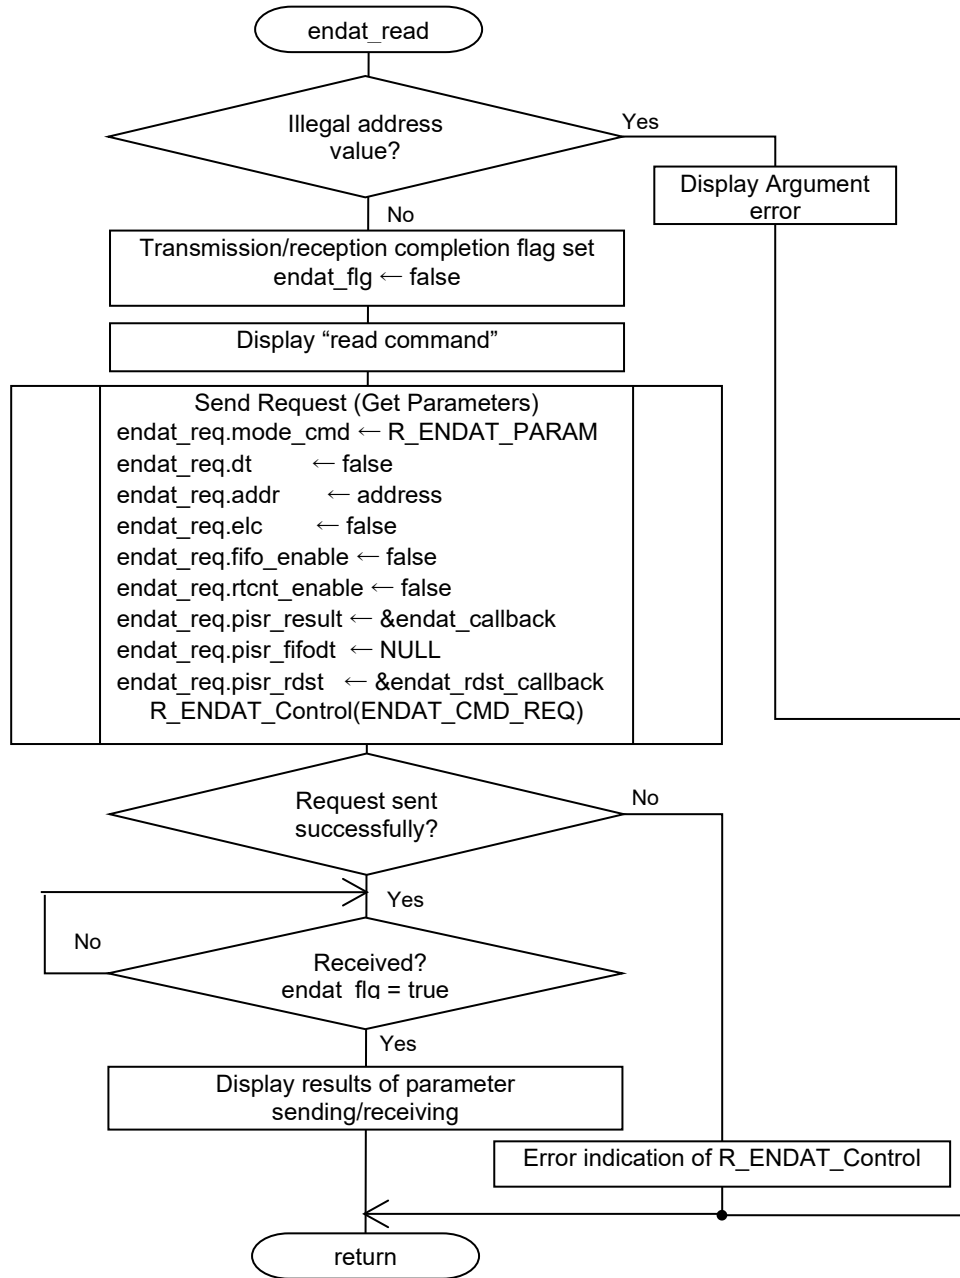 endat_read
Illegal address
value?
Yes
Display Argument
error
No
Transmission/reception completion flag set
endat_flg ← false
Display “read command”
Send Request (Get Parameters)
endat_req.mode_cmd ← R_ENDAT_PARAM
endat_req.dt ← false
endat_req.addr ← address
endat_req.elc ← false
endat_req.fifo_enable ← false
endat_req.rtcnt_enable ← false
endat_req.pisr_result ← &endat_callback
endat_req.pisr_fifodt ← NULL
endat_req.pisr_rdst ← &endat_rdst_callback
R_ENDAT_Control(ENDAT_CMD_REQ)
Request sent
successfully?
No
Yes
No
Received?
endat_flg = true
Yes
Display results of parameter
sending/receiving
Error indication of R_ENDAT_Control
return